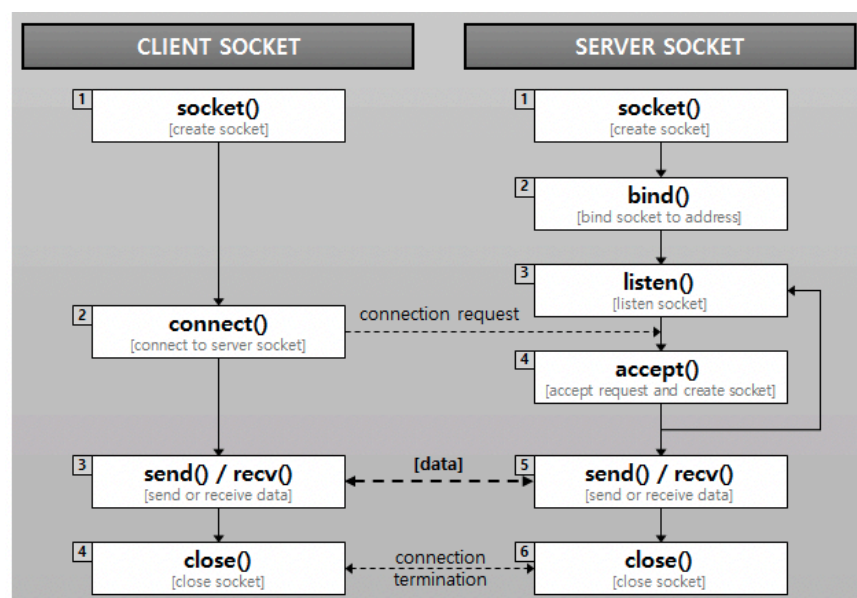 CLIENT SOCKET
SERVER SOCKET
1
socket()
[create socket]
1
socket()
[create socket]
2
bind()
[bind socket to address]
3
listen()
[listen socket]
2
connect()
[connect to server socket]
connection request
4
accept()
[accept request and create socket]
3
send() / recv()
[send or receive data]
[data]
5
send() / recv()
[send or receive data]
4
close()
[close socket]
connection
termination
6
close()
[close socket]